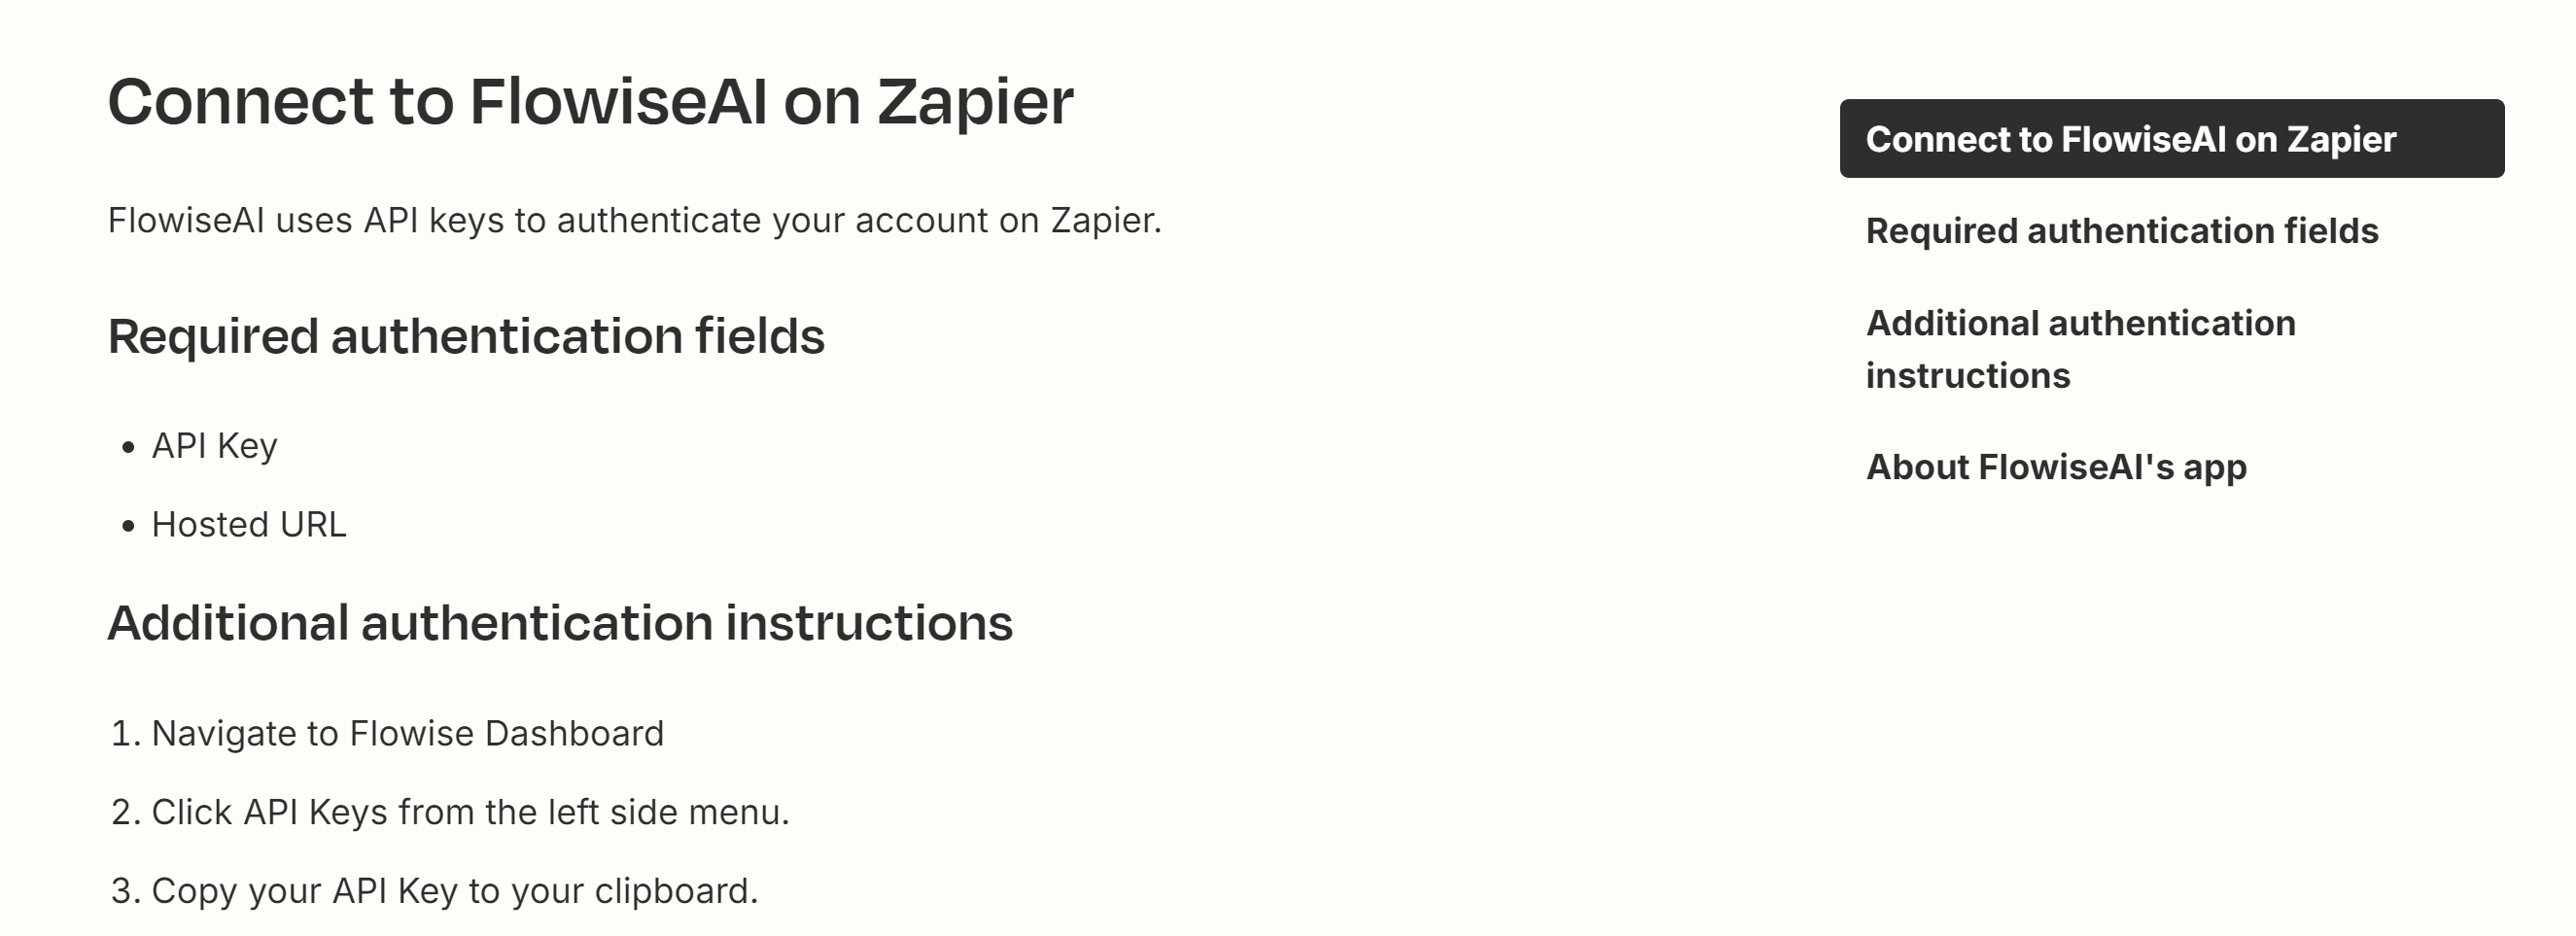 Connect to FlowiseAI on Zapier
FlowiseAI uses API keys to authenticate your account on Zapier.
Required authentication fields
• API Key
• Hosted URL
Additional authentication instructions
1. Navigate to Flowise Dashboard
2. Click API Keys from the left side menu.
3. Copy your API Key to your clipboard.
Connect to FlowiseAI on Zapier
Required authentication fields
Additional authentication
instructions
About FlowiseAI's app